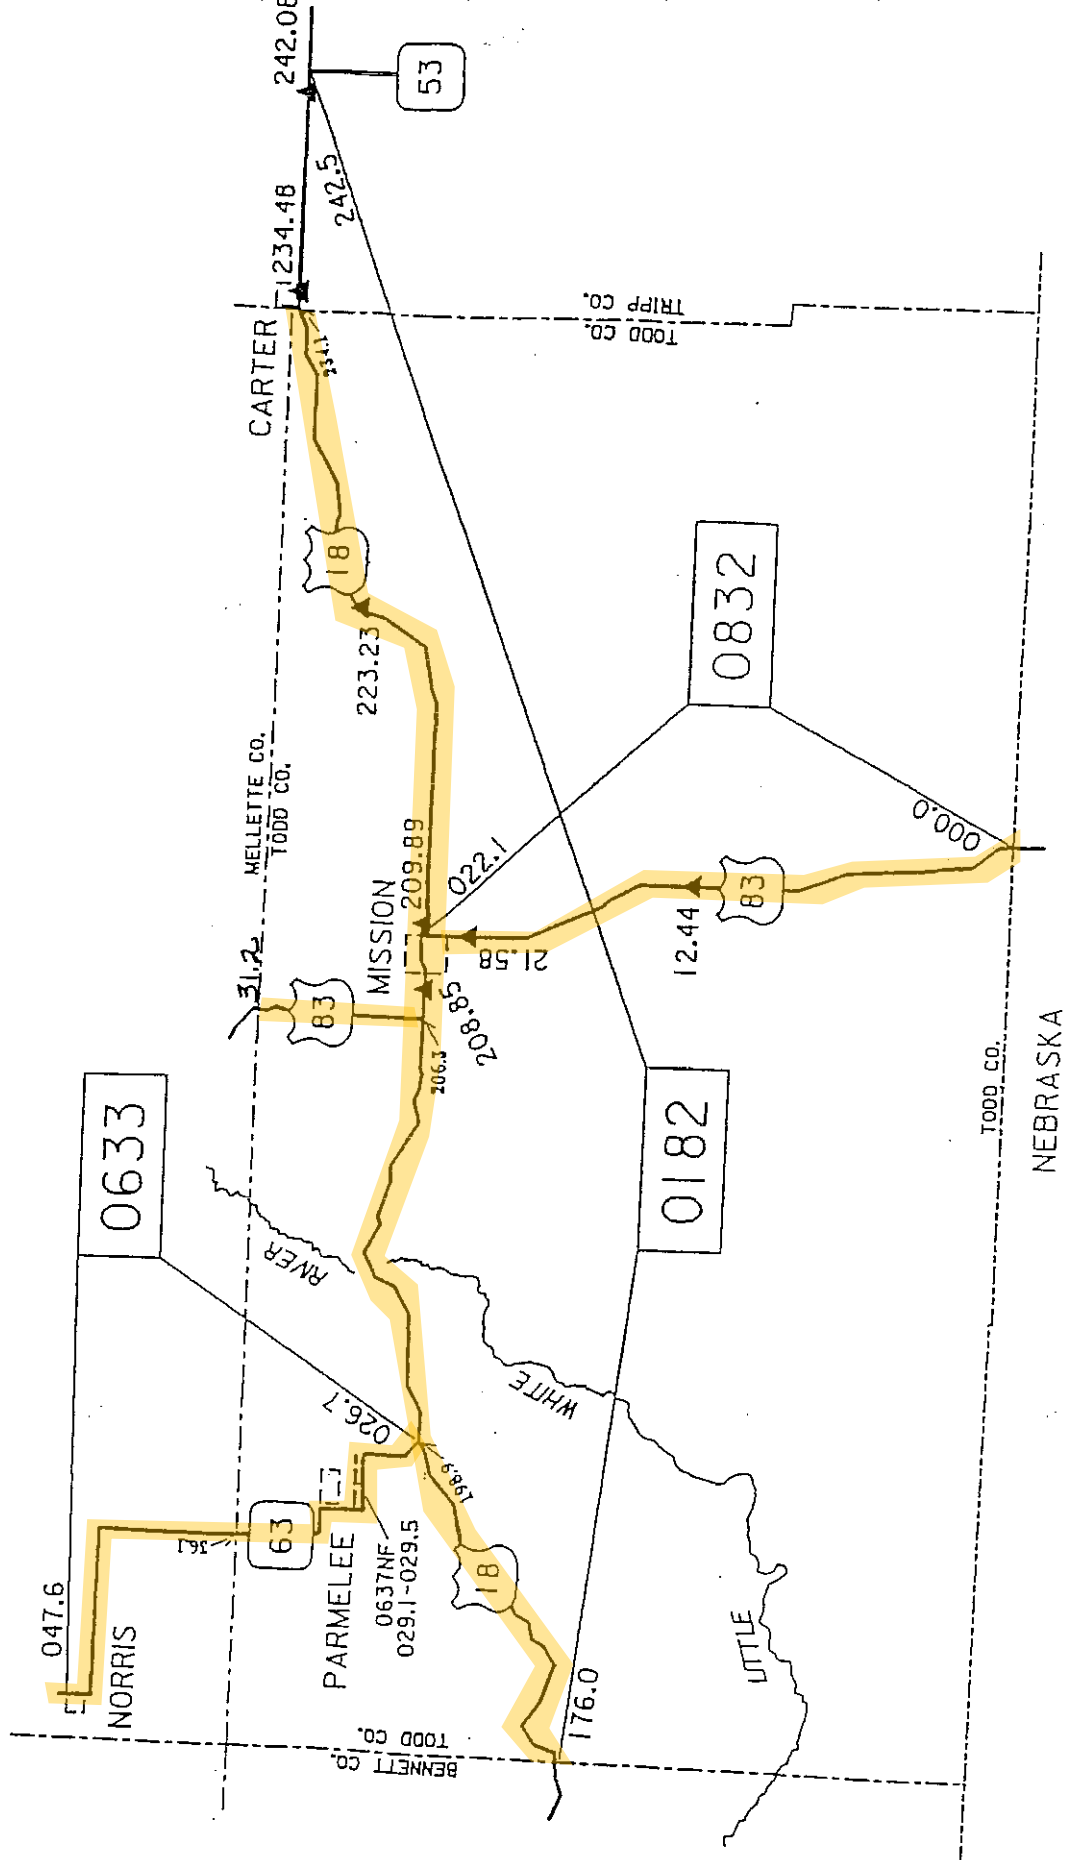 047.6
NORRIS
0633
36.1
63
026.7
PARMELEE
0637NF
029.1-029.5
BENNETT CO.
TODD CO.
RIVER
31.2
MELLETTE CO.
TODD CO.
83
MISSION
CARTER
234.48
242.08
53
18
223.23
234.1
242.5
209.89
208.85
206.3
198.9
18
176.0
022.1
21.58
WHITE
TODD CO.
TRIPP CO.
0182
12.44
83
0832
LITTLE
000.0
TODD CO.
NEBRASKA